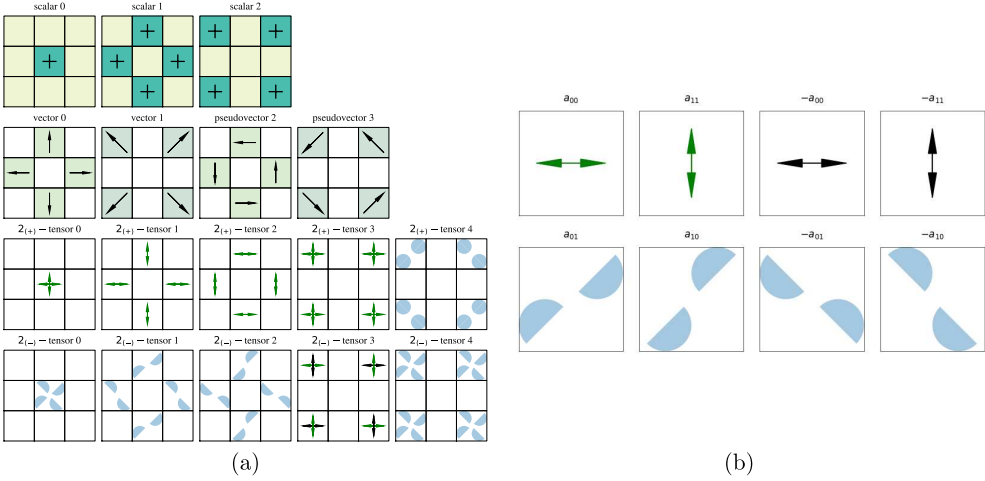 scalar 0 scalar 1 scalar 2
+ + + + + + + + +
vector 0 vector 1 pseudovector 2 pseudovector 3
2(+) − tensor 0 2(+) − tensor 1 2(+) − tensor 2 2(+) − tensor 3 2(+) − tensor 4
2(−) − tensor 0 2(−) − tensor 1 2(−) − tensor 2 2(−) − tensor 3 2(−) − tensor 4
(a)
a₀₀ a₁₁ −a₀₀ −a₁₁
a₀₁ a₁₀ −a₀₁ −a₁₀
(b)